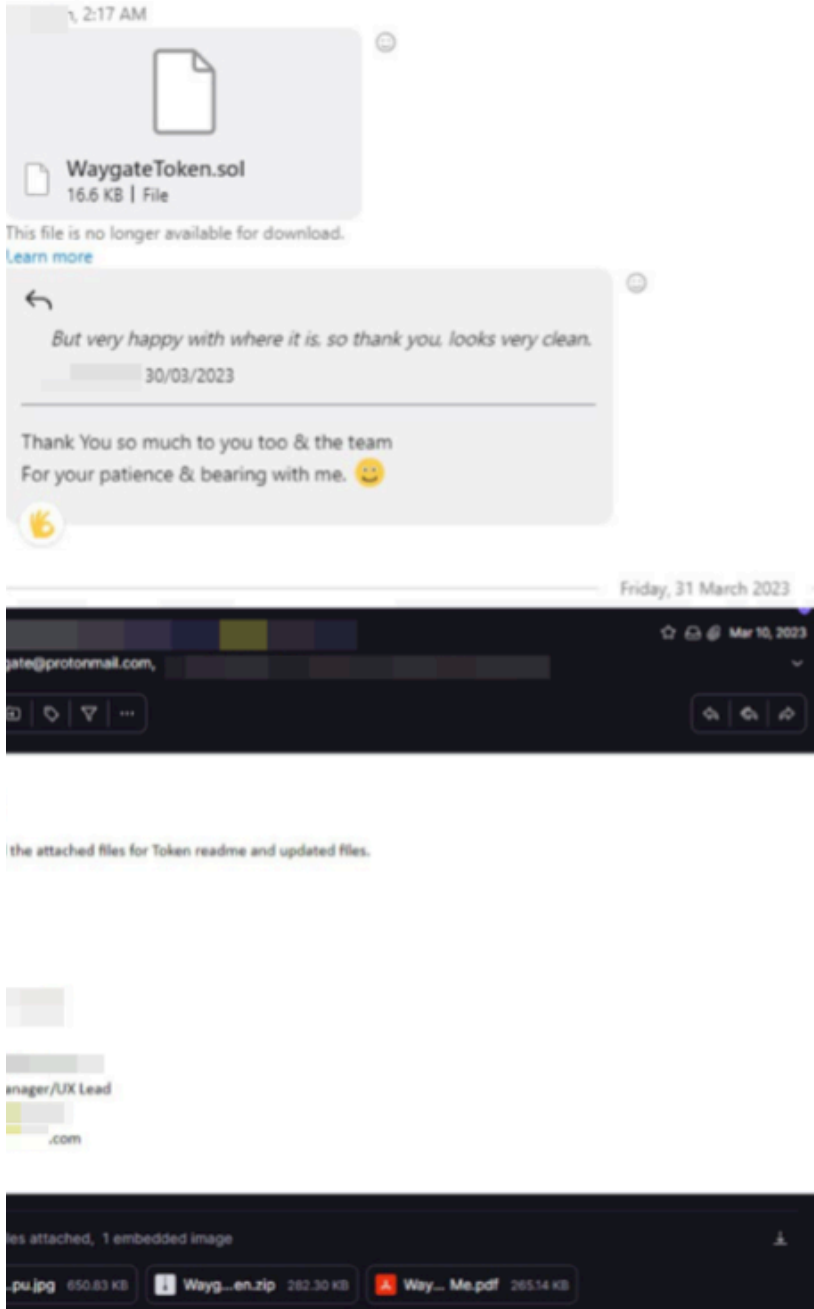 , 2:17 AM
WaygateToken.sol
16.6 KB | File
This file is no longer available for download.
Learn more
But very happy with where it is, so thank you, looks very clean.
30/03/2023
Thank You so much to you too & the team
For your patience & bearing with me. 🙂
Friday, 31 March 2023
Mar 10, 2023
gate@protonmail.com,
the attached files for Token readme and updated files.
anager/UX Lead
.com
les attached, 1 embedded image
..pu.jpg 650.83 KB Wayg...en.zip 282.30 KB Way... Me.pdf 265.14 KB